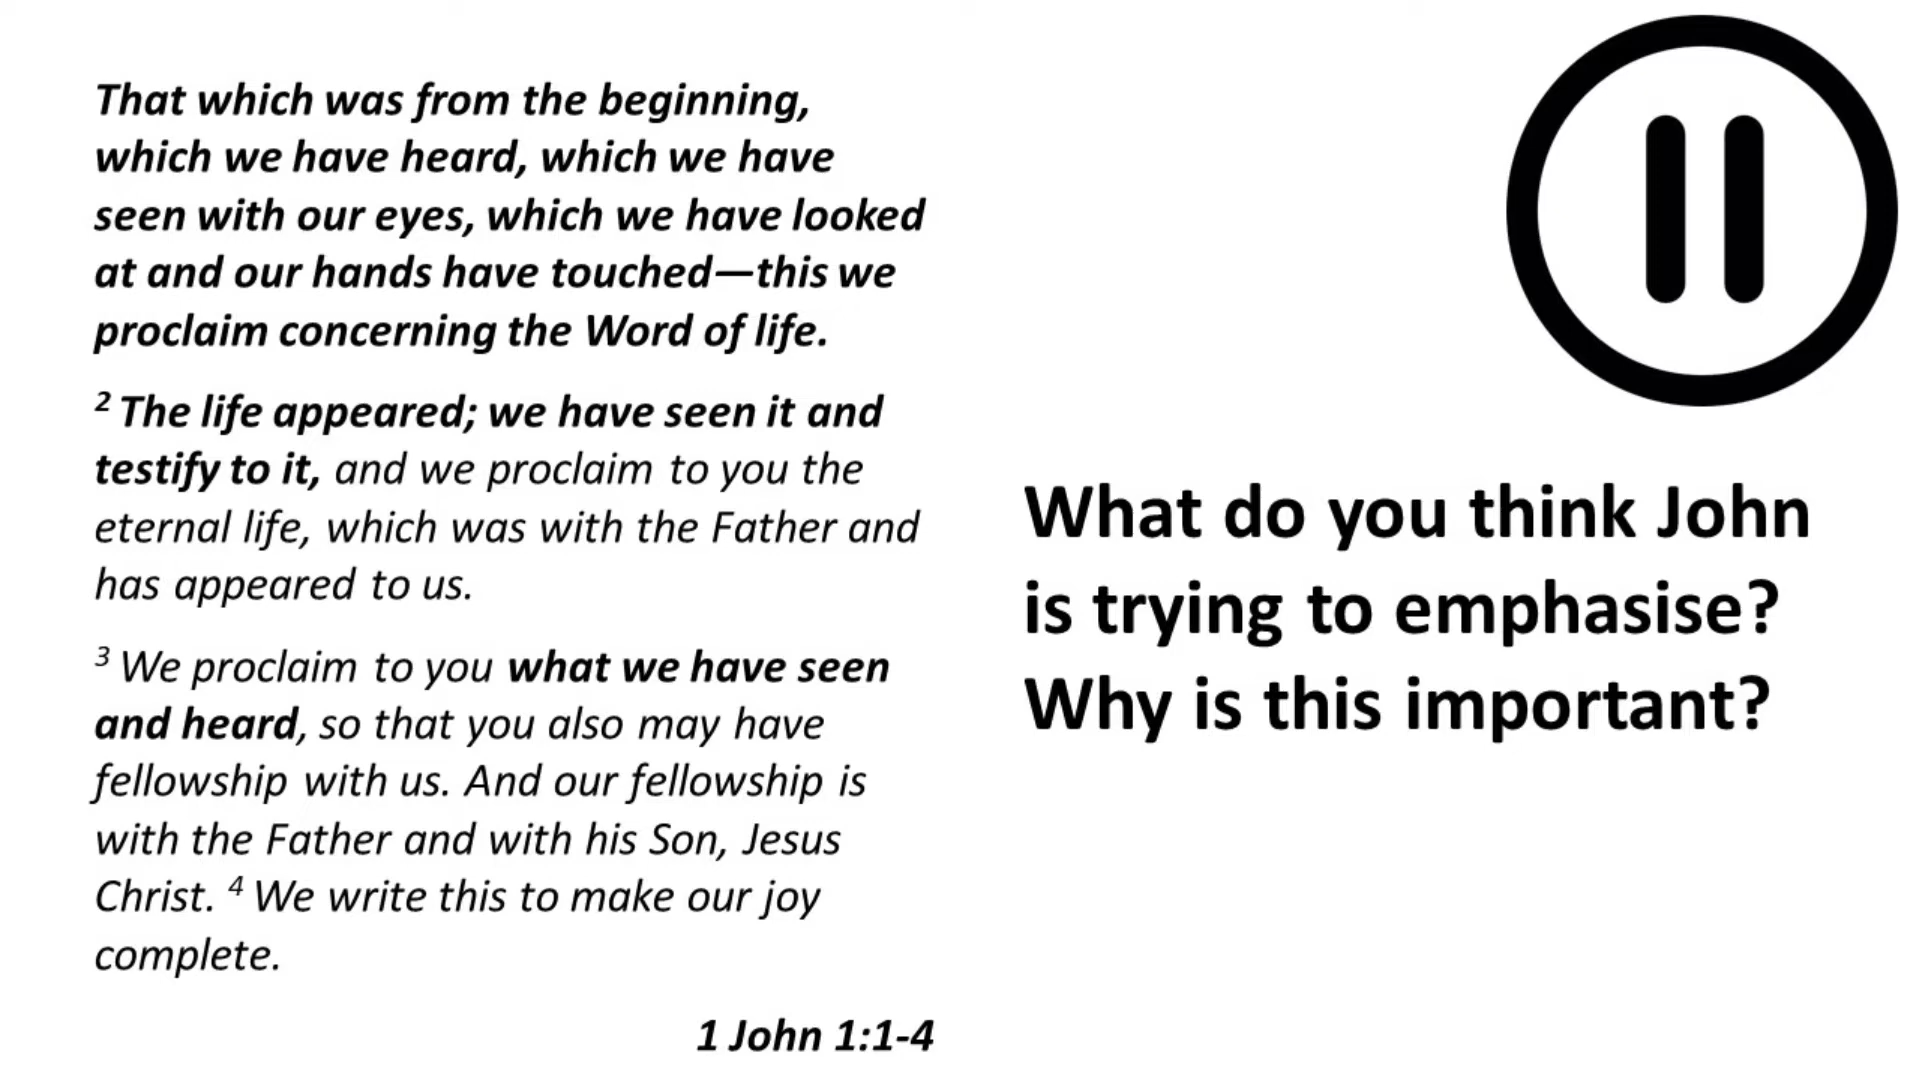 That which was from the beginning,
which we have heard, which we have
seen with our eyes, which we have looked
at and our hands have touched—this we
proclaim concerning the Word of life.
² The life appeared; we have seen it and
testify to it, and we proclaim to you the
eternal life, which was with the Father and
has appeared to us.
³ We proclaim to you what we have seen
and heard, so that you also may have
fellowship with us. And our fellowship is
with the Father and with his Son, Jesus
Christ. ⁴ We write this to make our joy
complete.
1 John 1:1-4
What do you think John
is trying to emphasise?
Why is this important?